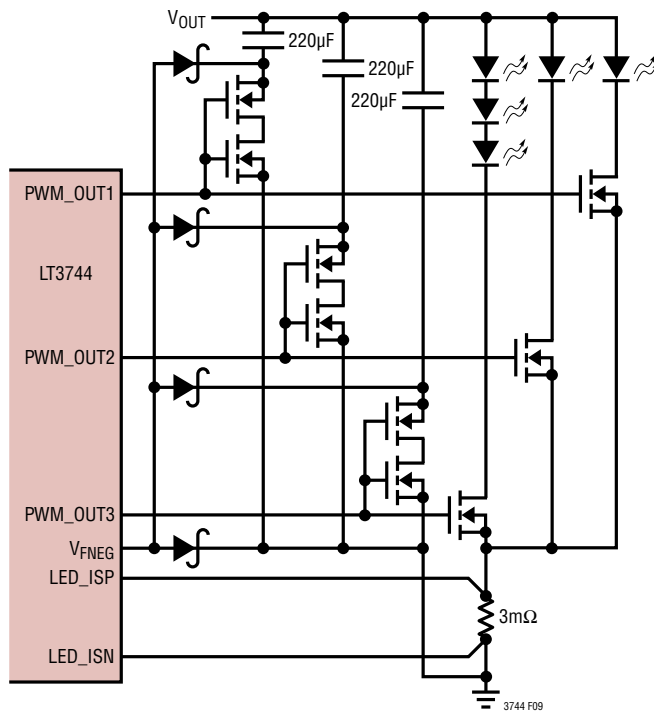 VOUT
220µF
220µF
220µF
PWM_OUT1
LT3744
PWM_OUT2
PWM_OUT3
VFNEG
LED_ISP
3mΩ
LED_ISN
3744 F09